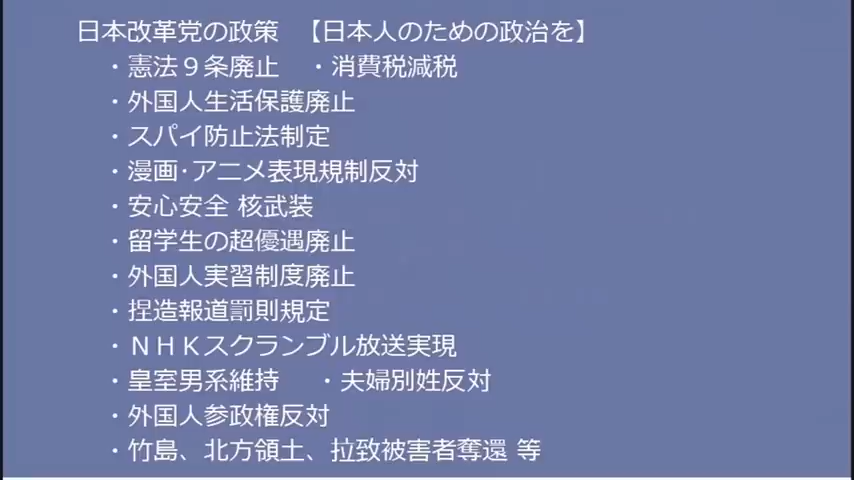 日本改革党の政策　【日本人のための政治を】
・憲法９条廃止　・消費税減税
・外国人生活保護廃止
・スパイ防止法制定
・漫画･アニメ表現規制反対
・安心安全 核武装
・留学生の超優遇廃止
・外国人実習制度廃止
・捏造報道罰則規定
・ＮＨＫスクランブル放送実現
・皇室男系維持　・夫婦別姓反対
・外国人参政権反対
・竹島、北方領土、拉致被害者奪還 等